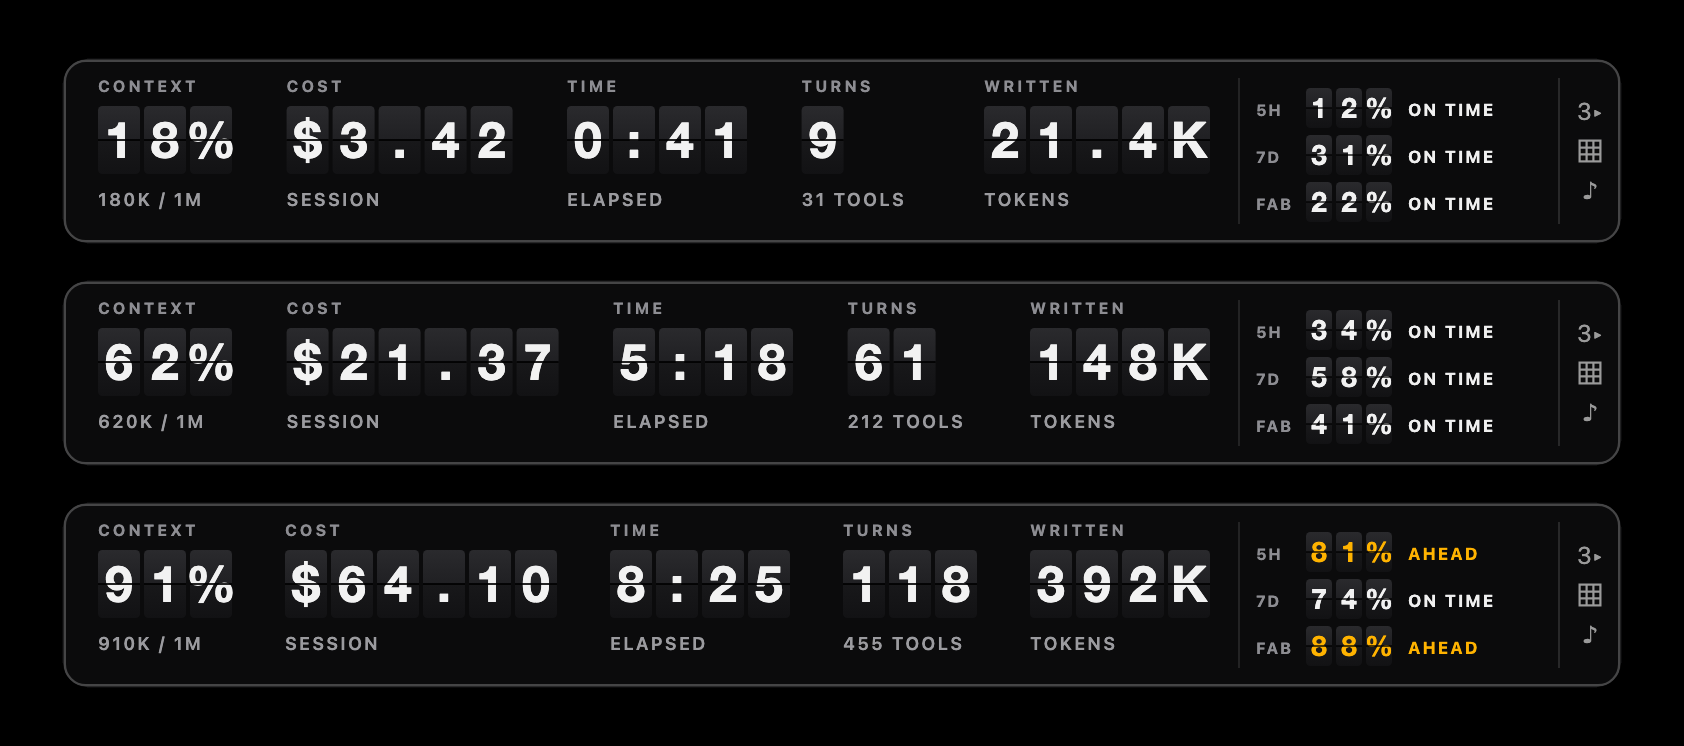 CONTEXT COST TIME TURNS WRITTEN
18% $3.42 0:41 9 21.4K
180K / 1M SESSION ELAPSED 31 TOOLS TOKENS
5H 12% ON TIME
7D 31% ON TIME
FAB 22% ON TIME
3▸
♪
CONTEXT COST TIME TURNS WRITTEN
62% $21.37 5:18 61 148K
620K / 1M SESSION ELAPSED 212 TOOLS TOKENS
5H 34% ON TIME
7D 58% ON TIME
FAB 41% ON TIME
3▸
♪
CONTEXT COST TIME TURNS WRITTEN
91% $64.10 8:25 118 392K
910K / 1M SESSION ELAPSED 455 TOOLS TOKENS
5H 81% AHEAD
7D 74% ON TIME
FAB 88% AHEAD
3▸
♪